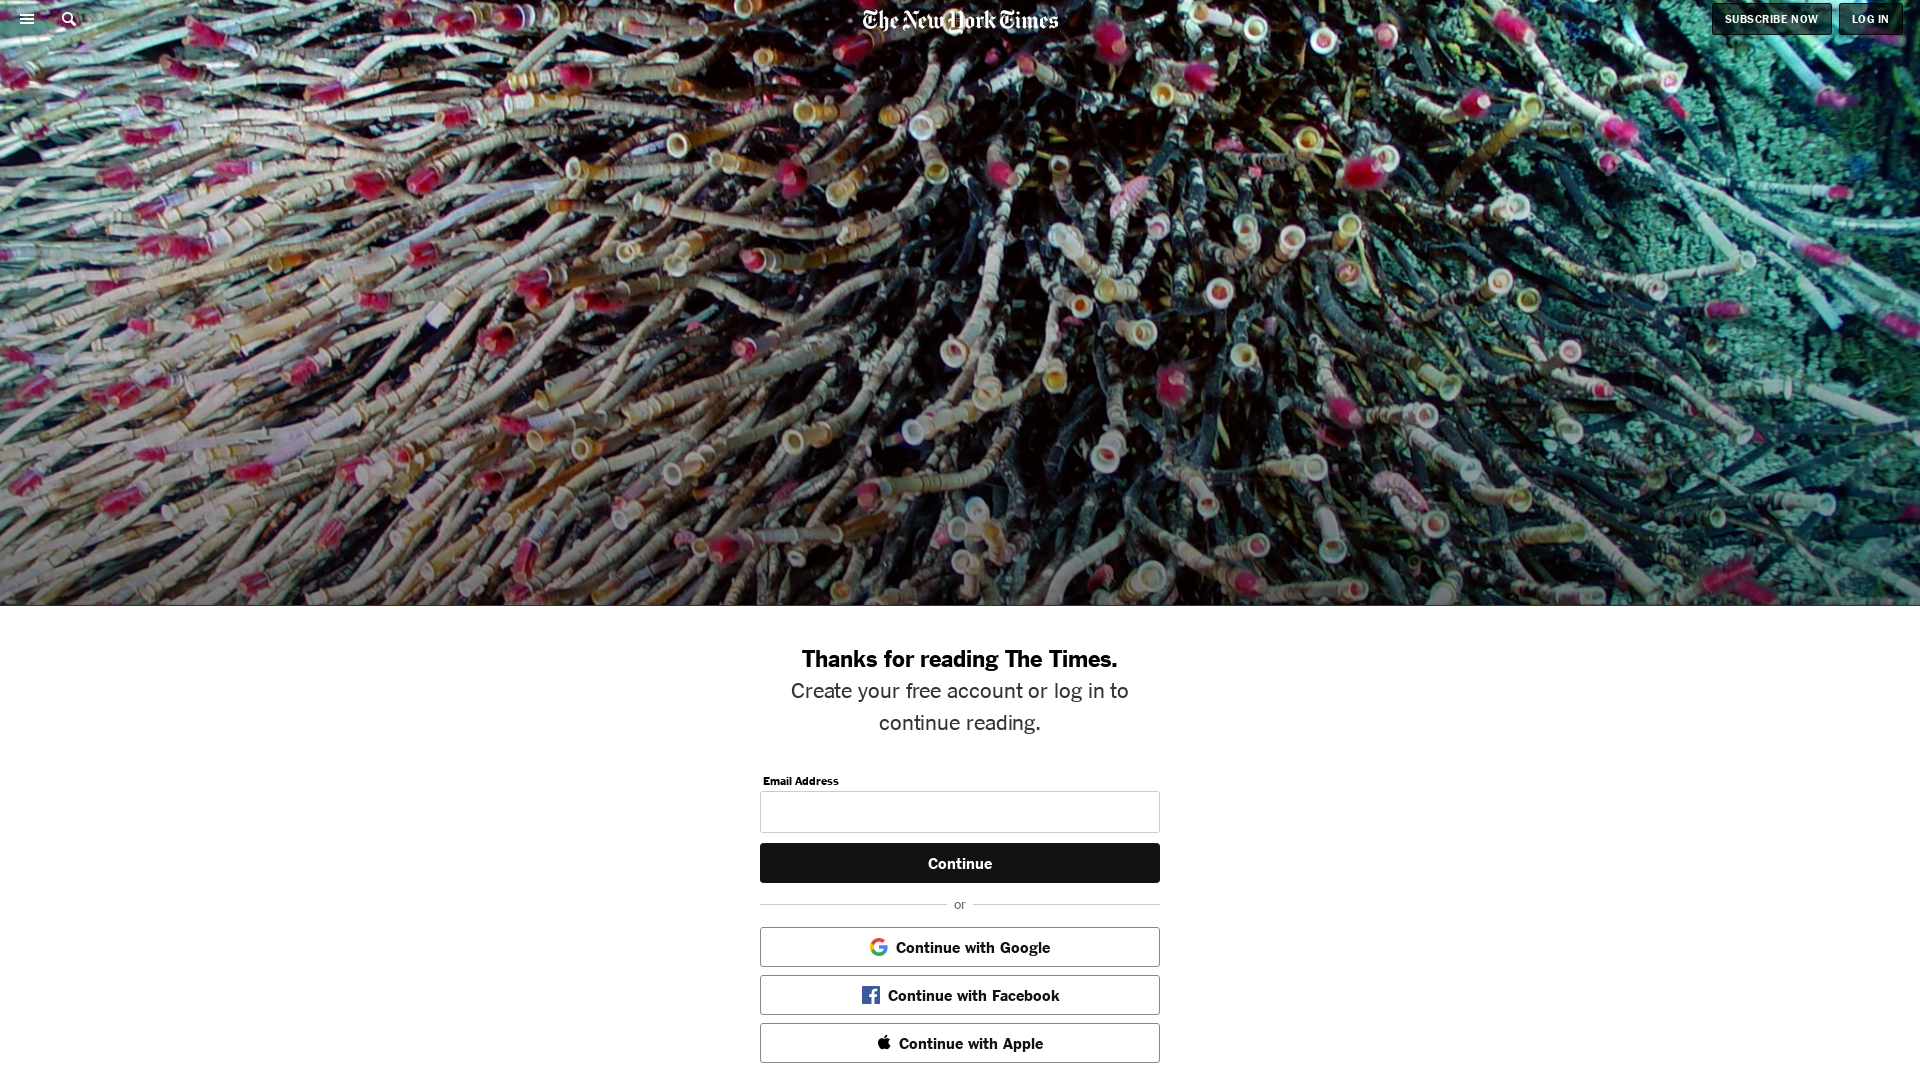 The New York Times
SUBSCRIBE NOW
LOG IN
Thanks for reading The Times.
Create your free account or log in to
continue reading.
Email Address
Continue
or
Continue with Google
Continue with Facebook
Continue with Apple